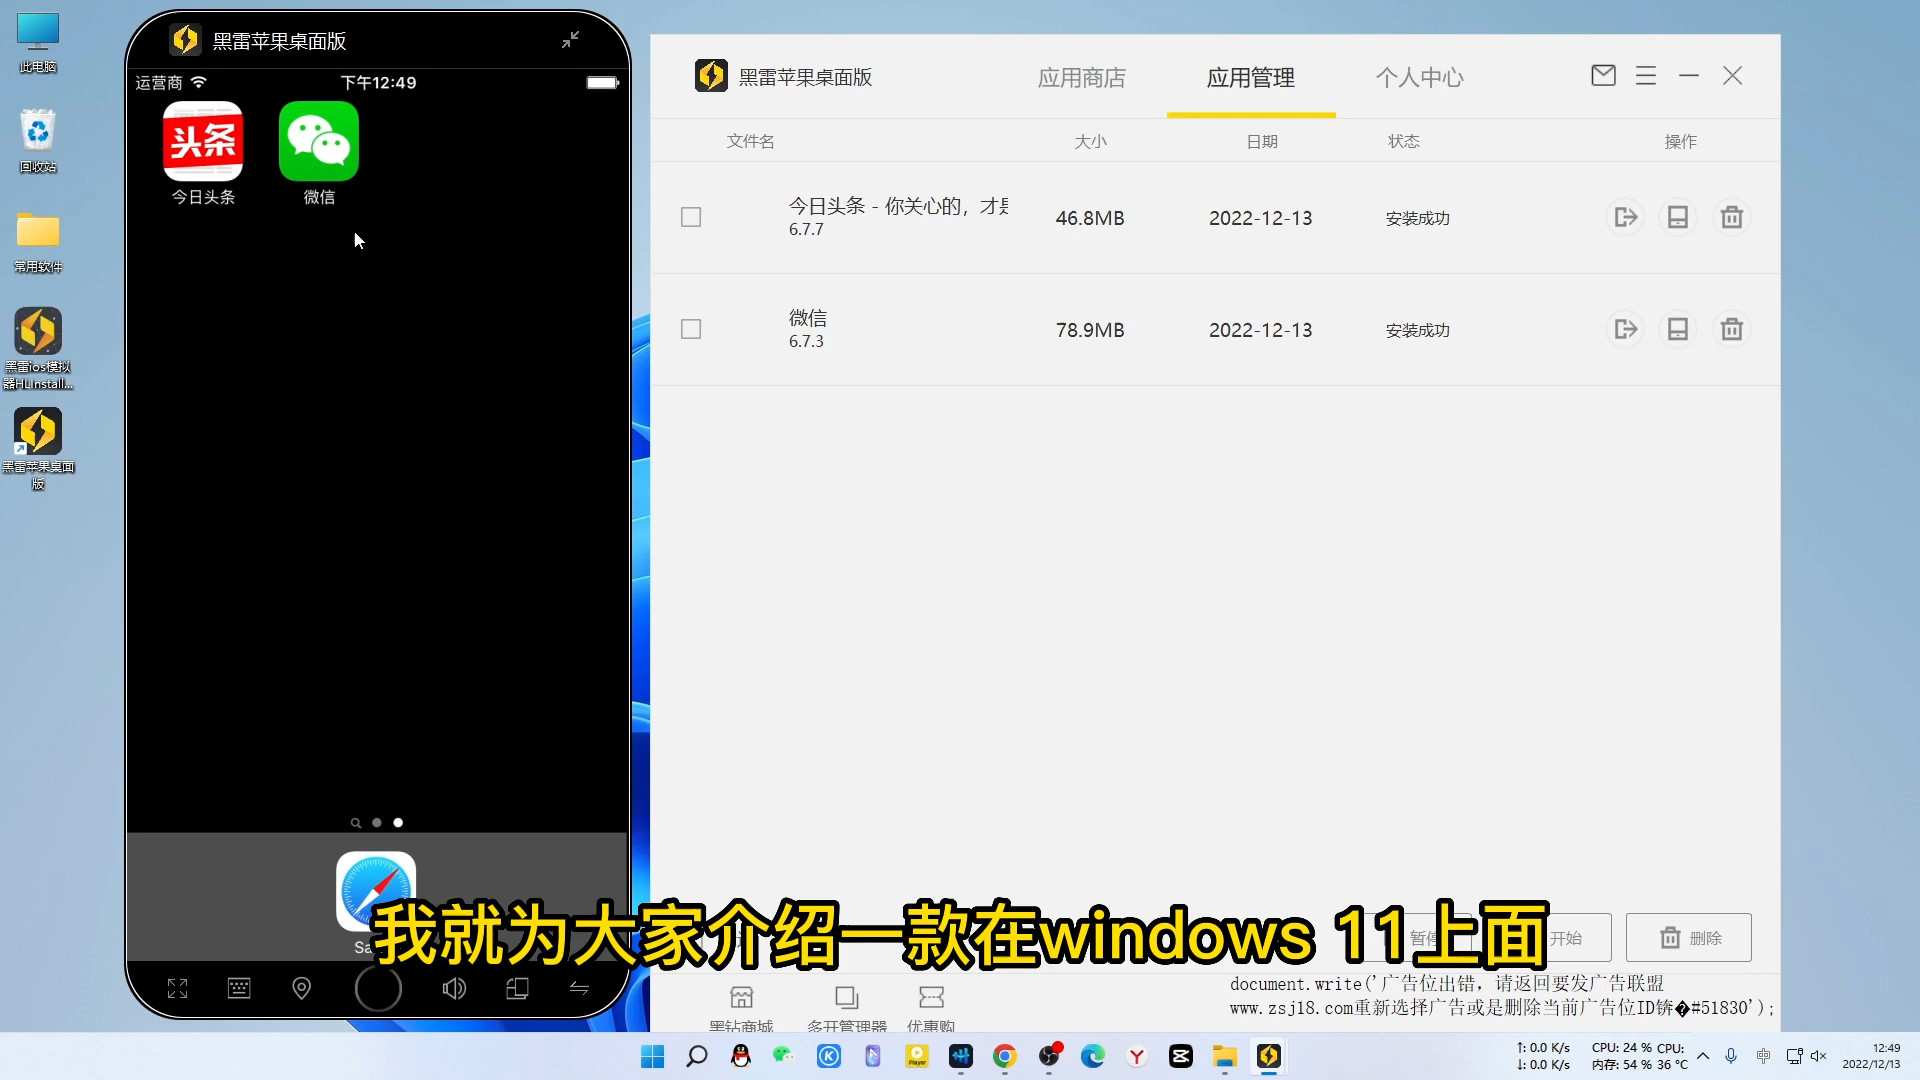 此电脑
回收站
常用软件
黑雷ios模拟
器HLInstall...
黑雷苹果桌面
版
黑雷苹果桌面版
运营商
下午12:49
头条
今日头条
微信
我就为大家介绍一款在windows 11上面
黑雷苹果桌面版
应用商店
应用管理
个人中心
文件名
大小
日期
状态
操作
今日头条 - 你关心的，才是
6.7.7
46.8MB
2022-12-13
安装成功
微信
6.7.3
78.9MB
2022-12-13
安装成功
开始
删除
document.write('广告位出错，请返回要发广告联盟
www.zsj18.com重新选择广告或是删除当前广告位ID锛�#51830');
黑钻商城
多开管理器
优惠购
↑: 0.0 K/s
↓: 0.0 K/s
CPU: 24 % CPU:
内存: 54 % 36 °C
中
12:49
2022/12/13